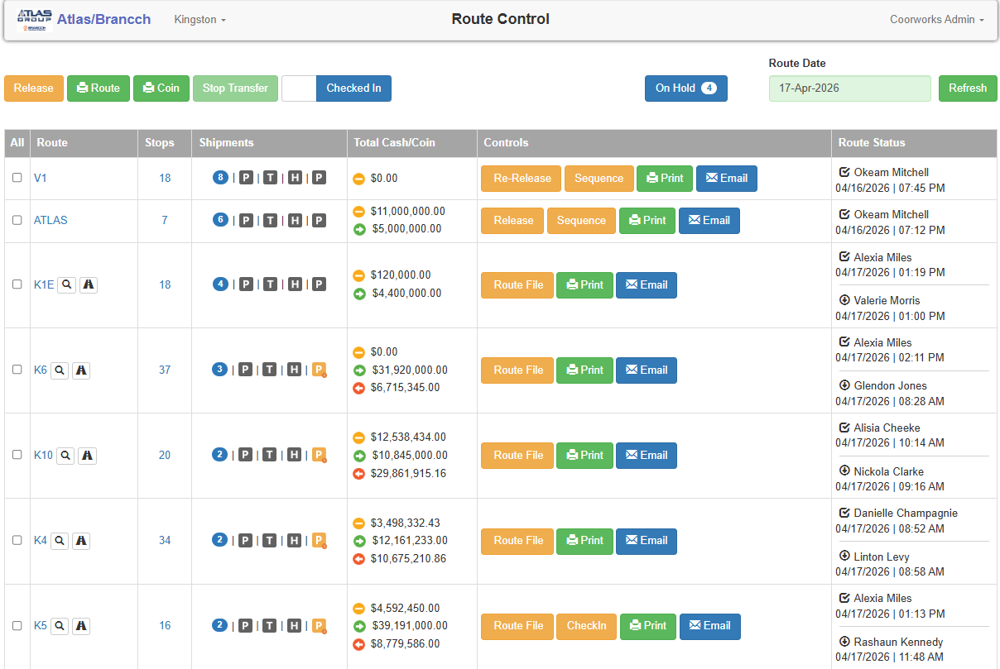 ATLAS GROUP BRANCCH Atlas/Brancch Kingston Route Control Coorworks Admin
Route Date
Release Route Coin Stop Transfer Checked In On Hold 4 17-Apr-2026 Refresh
All Route Stops Shipments Total Cash/Coin Controls Route Status
V1 18 8 | P | T | H | P $0.00 Re-Release Sequence Print Email Okeam Mitchell
04/16/2026 | 07:45 PM
ATLAS 7 6 | P | T | H | P $11,000,000.00 Release Sequence Print Email Okeam Mitchell
$5,000,000.00 04/16/2026 | 07:12 PM
K1E 18 4 | P | T | H | P $120,000.00 Route File Print Email Alexia Miles
$4,400,000.00 04/17/2026 | 01:19 PM
Valerie Morris
04/17/2026 | 01:00 PM
K6 37 3 | P | T | H | P $0.00 Route File Print Email Alexia Miles
$31,920,000.00 04/17/2026 | 02:11 PM
$6,715,345.00 Glendon Jones
04/17/2026 | 08:28 AM
K10 20 2 | P | T | H | P $12,538,434.00 Route File Print Email Alisia Cheeke
$10,845,000.00 04/17/2026 | 10:14 AM
$29,861,915.16 Nickola Clarke
04/17/2026 | 09:16 AM
K4 34 2 | P | T | H | P $3,498,332.43 Route File Print Email Danielle Champagnie
$12,161,233.00 04/17/2026 | 08:52 AM
$10,675,210.86 Linton Levy
04/17/2026 | 08:58 AM
K5 16 2 | P | T | H | P $4,592,450.00 Route File CheckIn Print Email Alexia Miles
$39,191,000.00 04/17/2026 | 01:13 PM
$8,779,586.00 Rashaun Kennedy
04/17/2026 | 11:48 AM